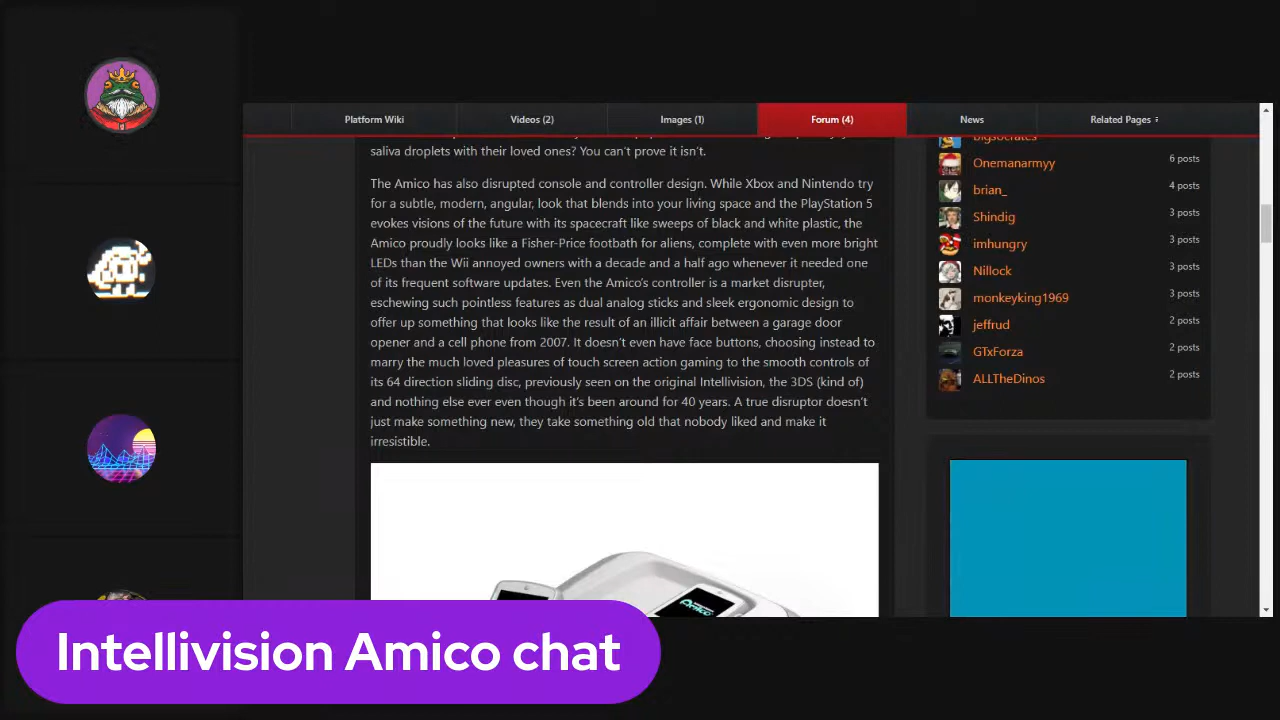 Platform Wiki
Videos (2)
Images (1)
Forum (4)
News
Related Pages
saliva droplets with their loved ones? You can't prove it isn't.
The Amico has also disrupted console and controller design. While Xbox and Nintendo try
for a subtle, modern, angular, look that blends into your living space and the PlayStation 5
evokes visions of the future with its spacecraft like sweeps of black and white plastic, the
Amico proudly looks like a Fisher-Price footbath for aliens, complete with even more bright
LEDs than the Wii annoyed owners with a decade and a half ago whenever it needed one
of its frequent software updates. Even the Amico's controller is a market disrupter,
eschewing such pointless features as dual analog sticks and sleek ergonomic design to
offer up something that looks like the result of an illicit affair between a garage door
opener and a cell phone from 2007. It doesn't even have face buttons, choosing instead to
marry the much loved pleasures of touch screen action gaming to the smooth controls of
its 64 direction sliding disc, previously seen on the original Intellivision, the 3DS (kind of)
and nothing else ever even though it's been around for 40 years. A true disruptor doesn't
just make something new, they take something old that nobody liked and make it
irresistible.
Amico
bigsocrates
Onemanarmyy 6 posts
brian_ 4 posts
Shindig 3 posts
imhungry 3 posts
Nillock 3 posts
monkeyking1969 3 posts
jeffrud 2 posts
GTxForza 2 posts
ALLTheDinos 2 posts
Intellivision Amico chat